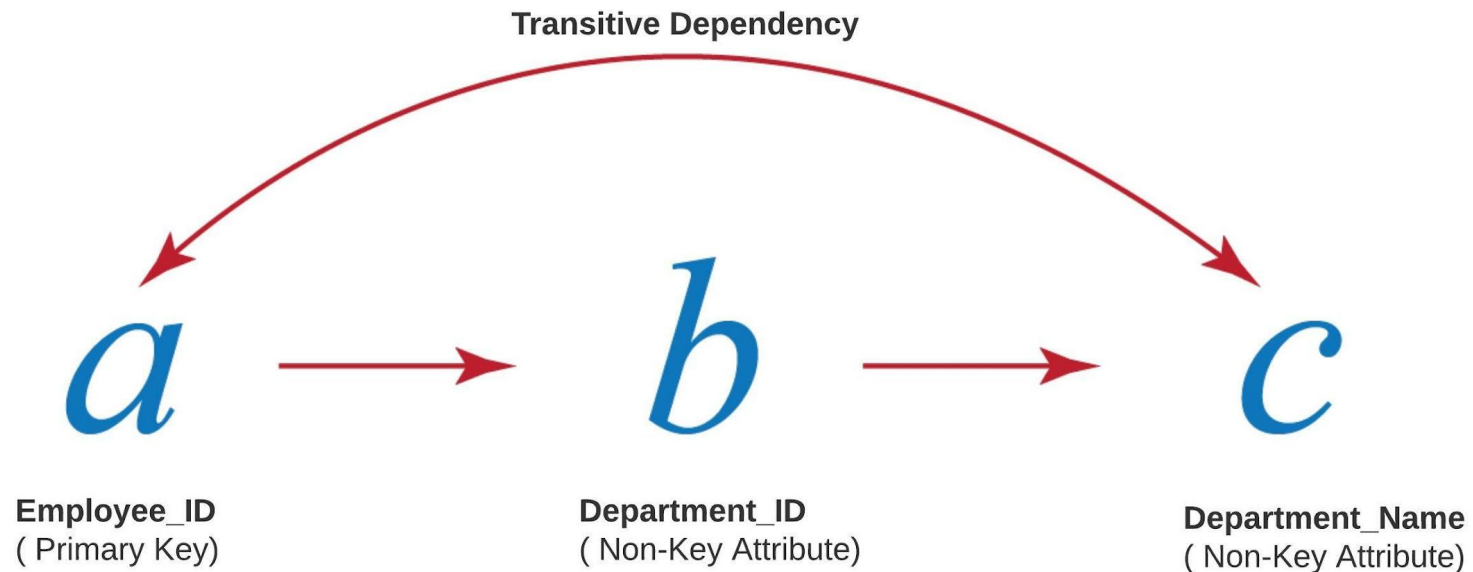 Transitive Dependency
a
b
c
Employee_ID
( Primary Key)
Department_ID
( Non-Key Attribute)
Department_Name
( Non-Key Attribute)